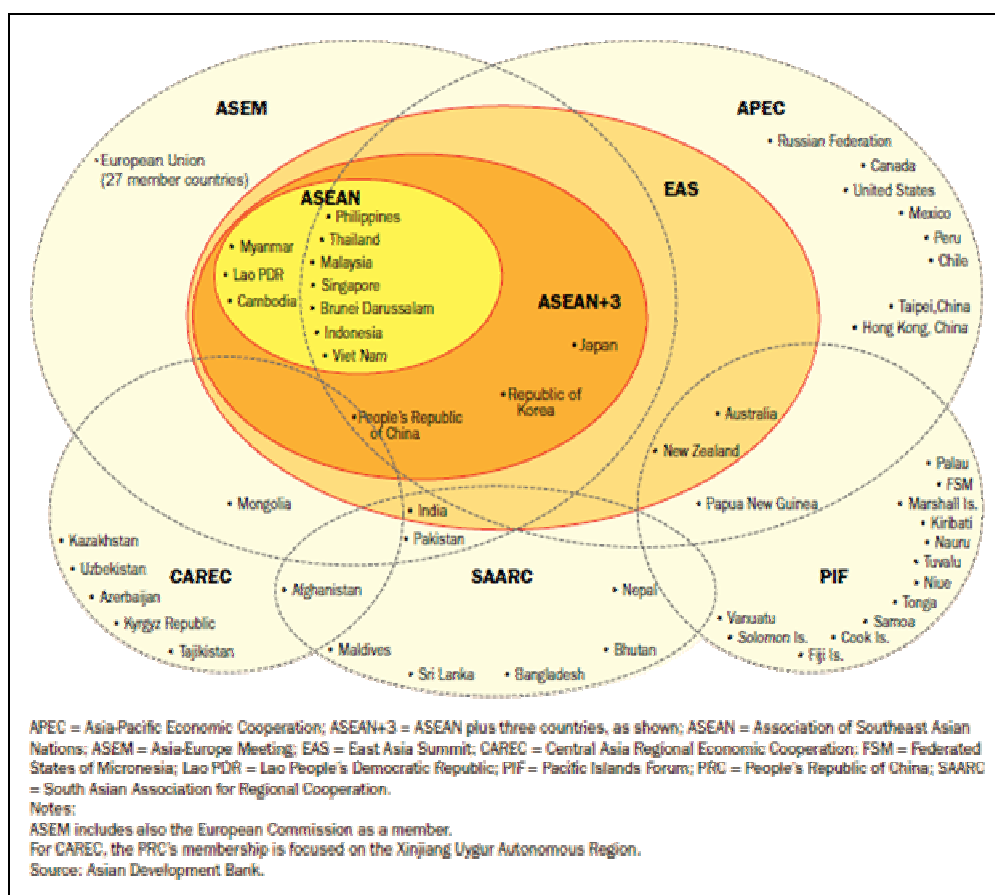 ASEM
APEC
• Russian Federation
• European Union
(27 member countries)
• Canada
EAS
• United States
ASEAN
• Mexico
• Philippines
• Peru
• Myanmar
• Thailand
• Chile
• Malaysia
• Lao PDR
• Singapore
• Cambodia
ASEAN+3
• Brunei Darussalam
• Taipei,China
• Indonesia
• Hong Kong, China
• Viet Nam
• Japan
• Republic of
Korea
• People's Republic
of China
• Australia
• New Zealand
• Palau
• FSM
• Mongolia
• India
• Papua New Guinea
• Marshall Is.
• Kiribati
• Kazakhstan
• Pakistan
• Nauru
• Tuvalu
• Uzbekistan
CAREC
SAARC
PIF
• Niue
• Azerbaijan
• Afghanistan
• Nepal
• Tonga
• Kyrgyz Republic
• Vanuatu
• Samoa
• Solomon Is.
• Cook Is.
• Tajikistan
• Maldives
• Bhutan
• Fiji Is.
• Sri Lanka
• Bangladesh
APEC = Asia-Pacific Economic Cooperation; ASEAN+3 = ASEAN plus three countries, as shown; ASEAN = Association of Southeast Asian
Nations; ASEM = Asia-Europe Meeting; EAS = East Asia Summit; CAREC = Central Asia Regional Economic Cooperation; FSM = Federated
States of Micronesia; Lao PDR = Lao People's Democratic Republic; PIF = Pacific Islands Forum; PRC = People's Republic of China; SAARC
= South Asian Association for Regional Cooperation.
Notes:
ASEM includes also the European Commission as a member.
For CAREC, the PRC's membership is focused on the Xinjiang Uygur Autonomous Region.
Source: Asian Development Bank.